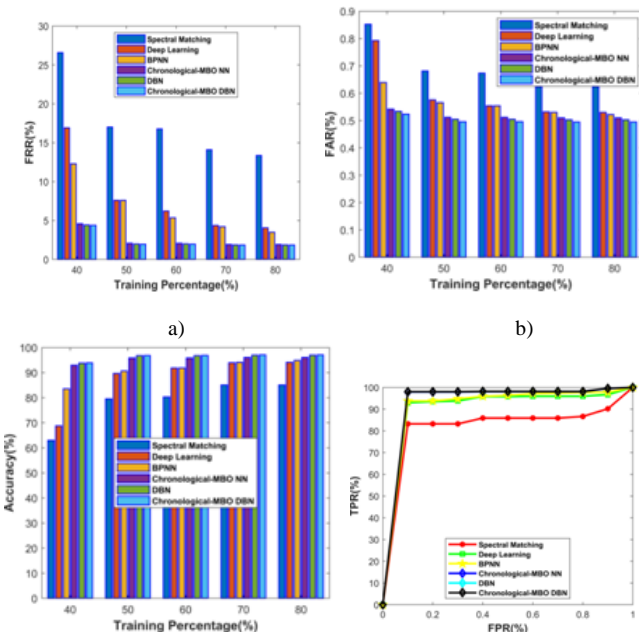 30
25
20
15
10
5
0
FRR(%)
Spectral Matching
Deep Learning
BPNN
Chronological-MBO NN
DBN
Chronological-MBO DBN
40 50 60 70 80
Training Percentage(%)
a)
0.9
0.8
0.7
0.6
0.5
0.4
0.3
0.2
0.1
0
FAR(%)
Spectral Matching
Deep Learning
BPNN
Chronological-MBO NN
DBN
Chronological-MBO DBN
40 50 60 70 80
Training Percentage(%)
b)
100
90
80
70
60
50
40
30
20
10
0
Accuracy(%)
Spectral Matching
Deep Learning
BPNN
Chronological-MBO NN
DBN
Chronological-MBO DBN
40 50 60 70 80
Training Percentage(%)
100
90
80
70
60
50
40
30
20
10
0
TPR(%)
Spectral Matching
Deep Learning
BPNN
Chronological-MBO NN
DBN
Chronological-MBO DBN
0 0.2 0.4 0.6 0.8 1
FPR(%)